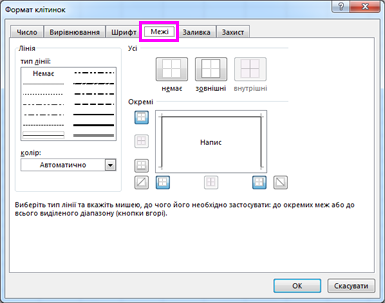 Формат клітинок
Число Вирівнювання Шрифт Межі Заливка Захист
Лінія
тип лінії:
Немає
колір:
Автоматично
Усі
немає зовнішні внутрішні
Окремі
Напис
Виберіть тип лінії та вкажіть мишею, до чого його необхідно застосувати: до окремих меж або до
всього виділеного діапазону (кнопки вгорі).
ОК Скасувати